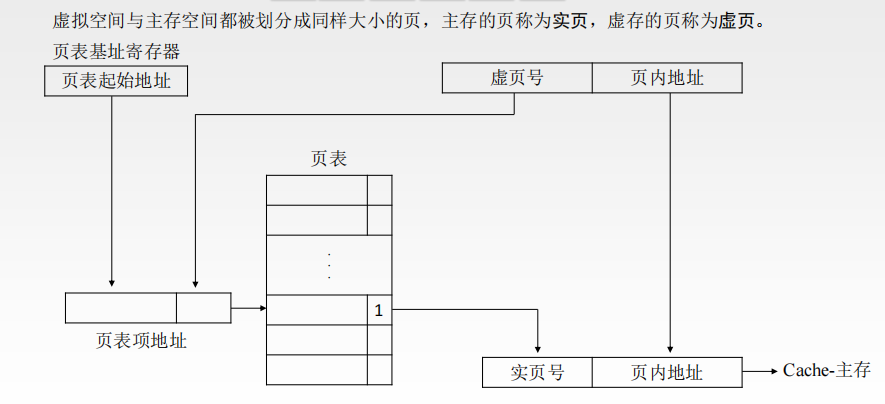 虚拟空间与主存空间都被划分成同样大小的页，主存的页称为实页，虚存的页称为虚页。
页表基址寄存器
页表起始地址
虚页号
页内地址
页表
1
页表项地址
实页号
页内地址
Cache-主存